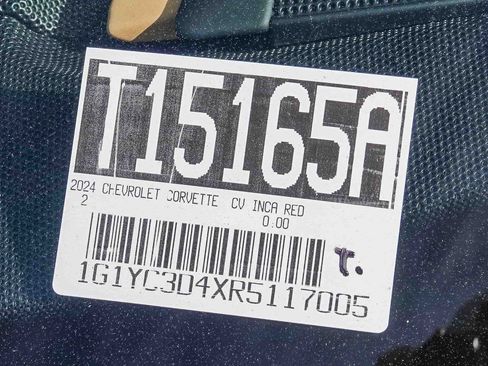 T15165A
2024 CHEVROLET CORVETTE CV INCA RED
2 0.00
t.
1G1YC3D4XR5117005